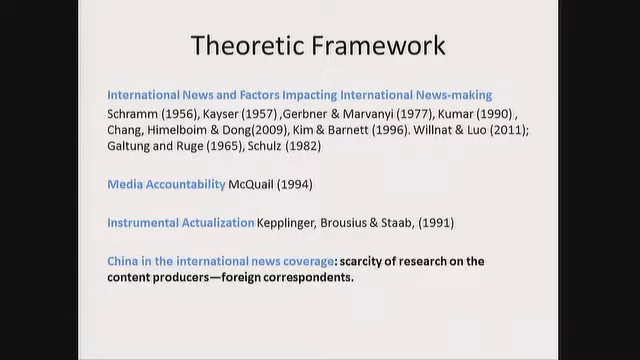 Theoretic Framework
International News and Factors Impacting International News-making
Schramm (1956), Kayser (1957) ,Gerbner & Marvanyi (1977), Kumar (1990) ,
Chang, Himelboim & Dong(2009), Kim & Barnett (1996). Willnat & Luo (2011);
Galtung and Ruge (1965), Schulz (1982)
Media Accountability McQuail (1994)
Instrumental Actualization Kepplinger, Brousius & Staab, (1991)
China in the international news coverage: scarcity of research on the
content producers—foreign correspondents.